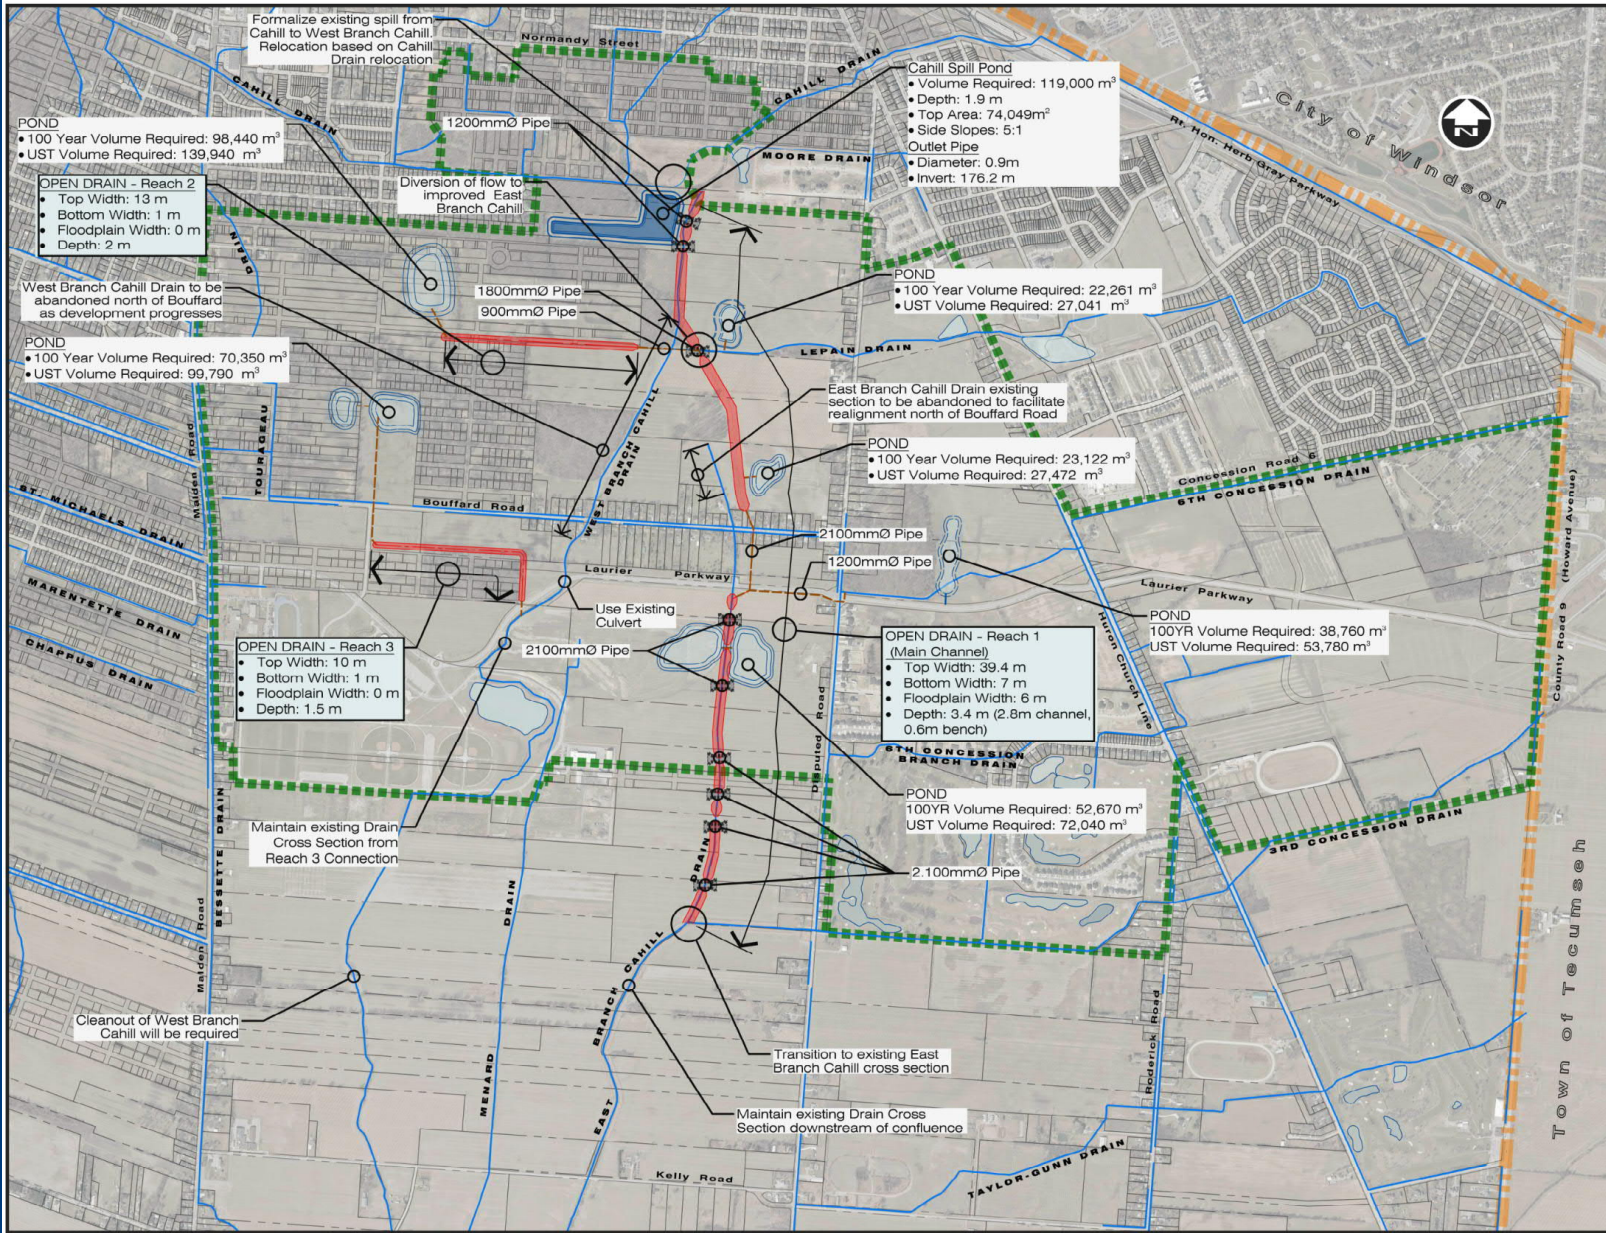 Formalize existing spill from
Cahill to West Branch Cahill.
Relocation based on Cahill
Drain relocation
Normandy Street
CAHILL DRAIN
CAHILL DRAIN
Cahill Spill Pond
• Volume Required: 119,000 m³
• Depth: 1.9 m
• Top Area: 74,049m²
• Side Slopes: 5:1
Outlet Pipe
• Diameter: 0.9m
• Invert: 176.2 m
City of Windsor
Rt. Hon. Herb Gray Parkway
N
POND
• 100 Year Volume Required: 98,440 m³
• UST Volume Required: 139,940 m³
1200mmØ Pipe
MOORE DRAIN
Diversion of flow to
improved East
Branch Cahill
OPEN DRAIN - Reach 2
• Top Width: 13 m
• Bottom Width: 1 m
• Floodplain Width: 0 m
• Depth: 2 m
DRAIN
West Branch Cahill Drain to be
abandoned north of Bouffard
as development progresses
1800mmØ Pipe
900mmØ Pipe
POND
• 100 Year Volume Required: 22,261 m³
• UST Volume Required: 27,041 m³
LEPAIN DRAIN
POND
• 100 Year Volume Required: 70,350 m³
• UST Volume Required: 99,790 m³
East Branch Cahill Drain existing
section to be abandoned to facilitate
realignment north of Bouffard Road
TOURAGEAU
Malden Road
WEST BRANCH CAHILL
DRAIN
POND
• 100 Year Volume Required: 23,122 m³
• UST Volume Required: 27,472 m³
Concession Road 6
6TH CONCESSION DRAIN
County Road 9 (Howard Avenue)
ST. MICHAELS DRAIN
Bouffard Road
2100mmØ Pipe
1200mmØ Pipe
Laurier Parkway
Laurier Parkway
MARENTETTE DRAIN
Use Existing
Culvert
POND
100YR Volume Required: 38,760 m³
UST Volume Required: 53,780 m³
Huron Church Line
CHAPPUS DRAIN
OPEN DRAIN - Reach 3
• Top Width: 10 m
• Bottom Width: 1 m
• Floodplain Width: 0 m
• Depth: 1.5 m
2100mmØ Pipe
OPEN DRAIN - Reach 1
(Main Channel)
• Top Width: 39.4 m
• Bottom Width: 7 m
• Floodplain Width: 6 m
• Depth: 3.4 m (2.8m channel,
0.6m bench)
Disputed Road
6TH CONCESSION
BRANCH DRAIN
POND
100YR Volume Required: 52,670 m³
UST Volume Required: 72,040 m³
BESSETTE DRAIN
Maintain existing Drain
Cross Section from
Reach 3 Connection
3RD CONCESSION DRAIN
2.100mmØ Pipe
Malden Road
MENARD DRAIN
EAST BRANCH CAHILL DRAIN
Town of Tecumseh
Cleanout of West Branch
Cahill will be required
Transition to existing East
Branch Cahill cross section
Roderick Road
Maintain existing Drain Cross
Section downstream of confluence
Kelly Road
TAYLOR-GUNN DRAIN